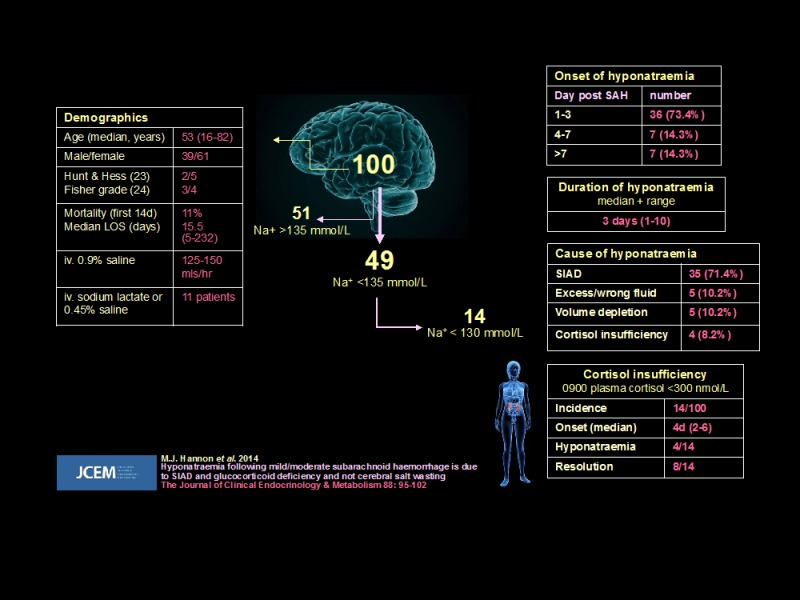 Demographics
Age (median, years) 53 (16-82)
Male/female 39/61
Hunt & Hess (23) 2/5
Fisher grade (24) 3/4
Mortality (first 14d) 11%
Median LOS (days) 15.5
(5-232)
iv. 0.9% saline 125-150
mls/hr
iv. sodium lactate or 11 patients
0.45% saline
100
51
Na+ >135 mmol/L
49
Na⁺ <135 mmol/L
14
Na⁺ < 130 mmol/L
Onset of hyponatraemia
Day post SAH number
1-3 36 (73.4%)
4-7 7 (14.3%)
>7 7 (14.3%)
Duration of hyponatraemia
median + range
3 days (1-10)
Cause of hyponatraemia
SIAD 35 (71.4%)
Excess/wrong fluid 5 (10.2%)
Volume depletion 5 (10.2%)
Cortisol insufficiency 4 (8.2%)
Cortisol insufficiency
0900 plasma cortisol <300 nmol/L
Incidence 14/100
Onset (median) 4d (2-6)
Hyponatraemia 4/14
Resolution 8/14
JCEM
M.J. Hannon et al. 2014
Hyponatraemia following mild/moderate subarachnoid haemorrhage is due
to SIAD and glucocorticoid deficiency and not cerebral salt wasting
The Journal of Clinical Endocrinology & Metabolism 88: 95-102